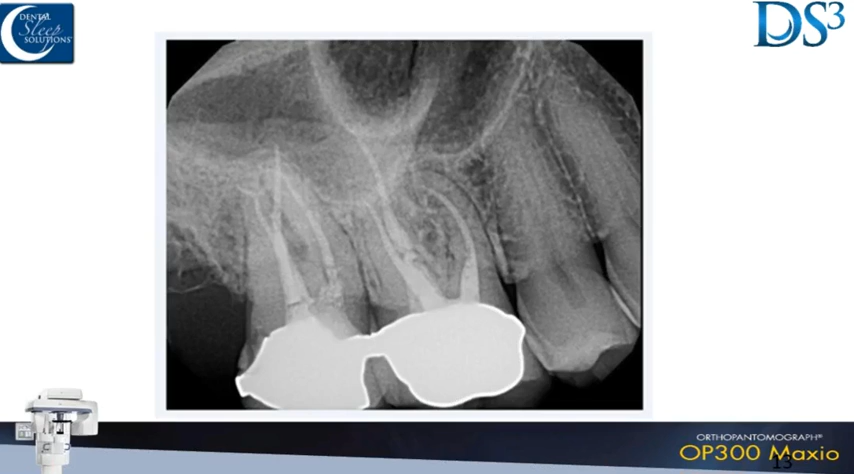 DENTAL
Sleep
SOLUTIONS
DS3
ORTHOPANTOMOGRAPH®
OP300 Maxio
13